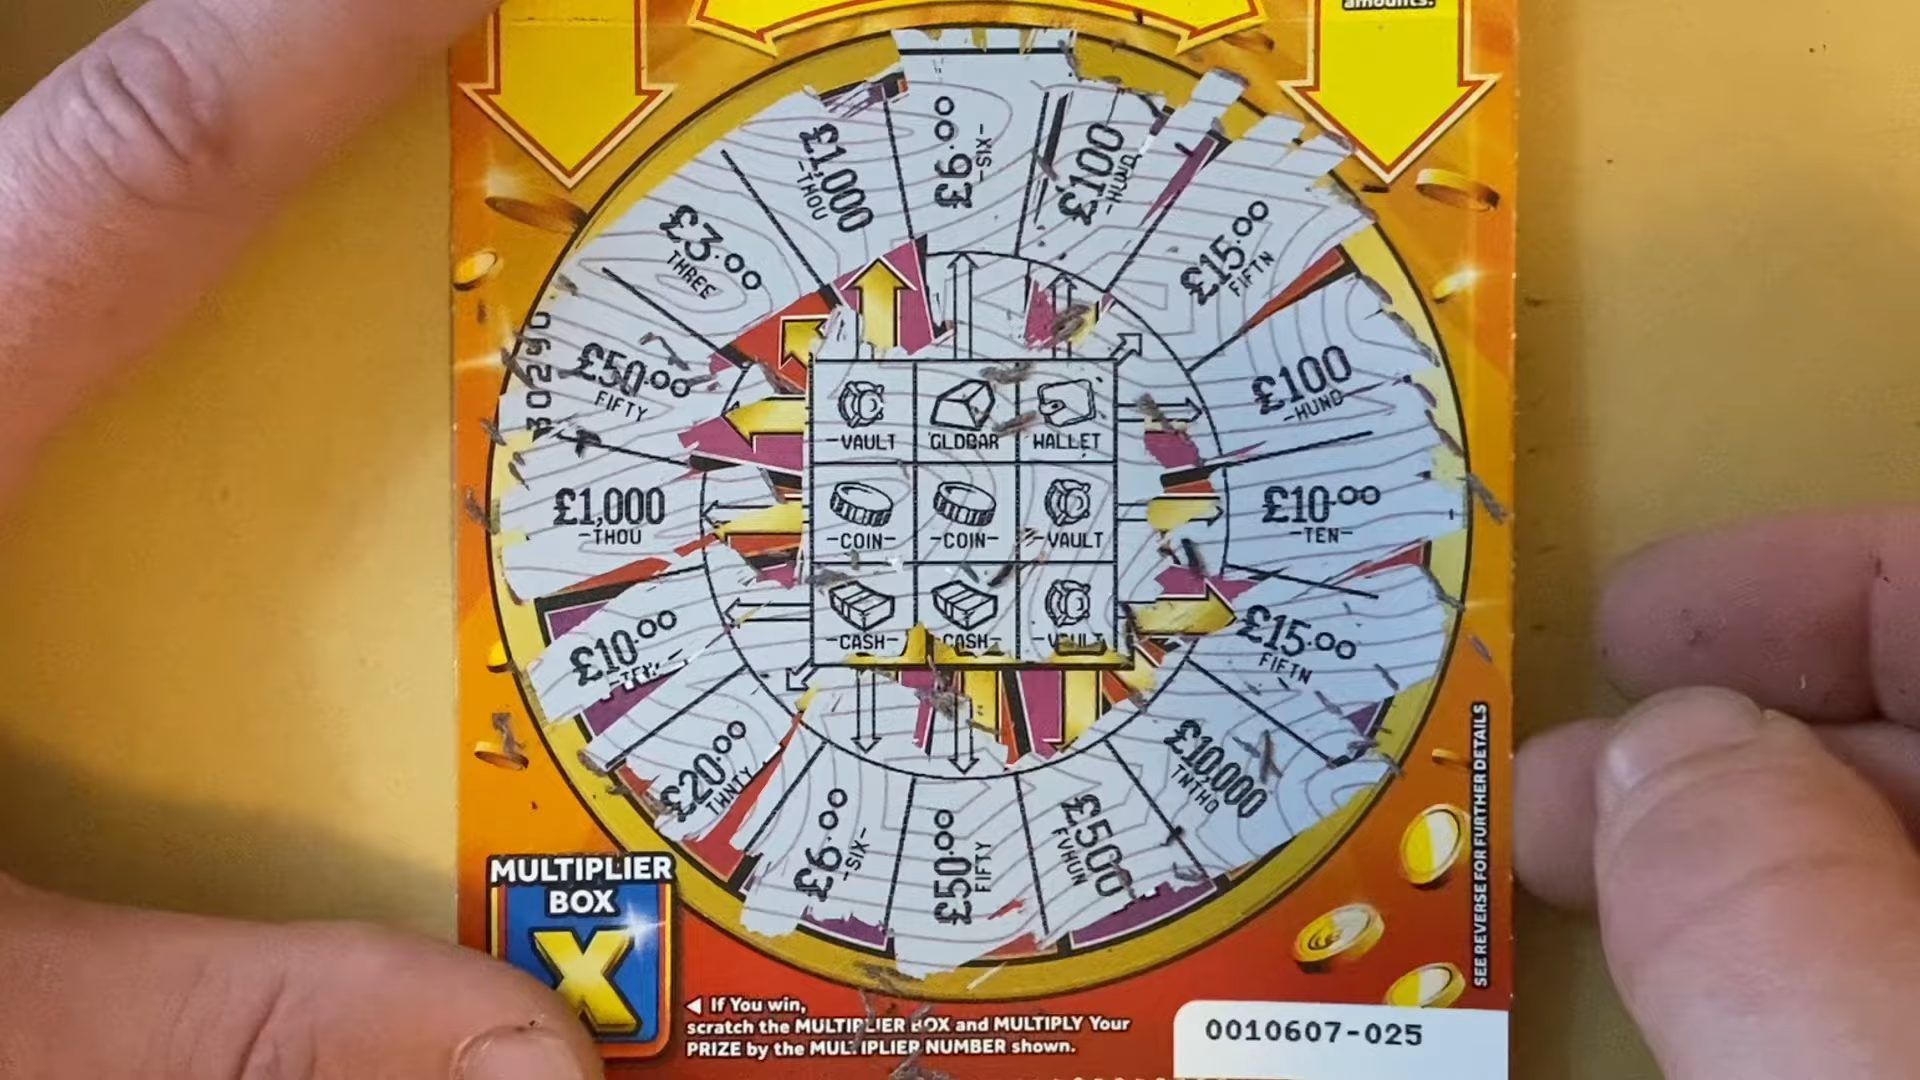 amounts.
£1,000
-THOU
£6.00
-SIX-
£100
-HUND
£3.00
THREE
£15.00
FIFTN
30290
£50.00
FIFTY
£100
-HUND-
-VAULT GLDBAR WALLET
£1,000
-THOU
-COIN- -COIN- -VAULT
£10.00
-TEN-
-CASH- CASH- -VAULT
£10.00
-TEN-
£15.00
FIFTN
£20.00
TWNTY
£10,000
TNTHO
£6.00
-SIX-
£50.00
FIFTY
£500
FVHUN
MULTIPLIER
BOX
X
If You win,
scratch the MULTIPLIER BOX and MULTIPLY Your
PRIZE by the MULTIPLIER NUMBER shown.
0010607-025
SEE REVERSE FOR FURTHER DETAILS